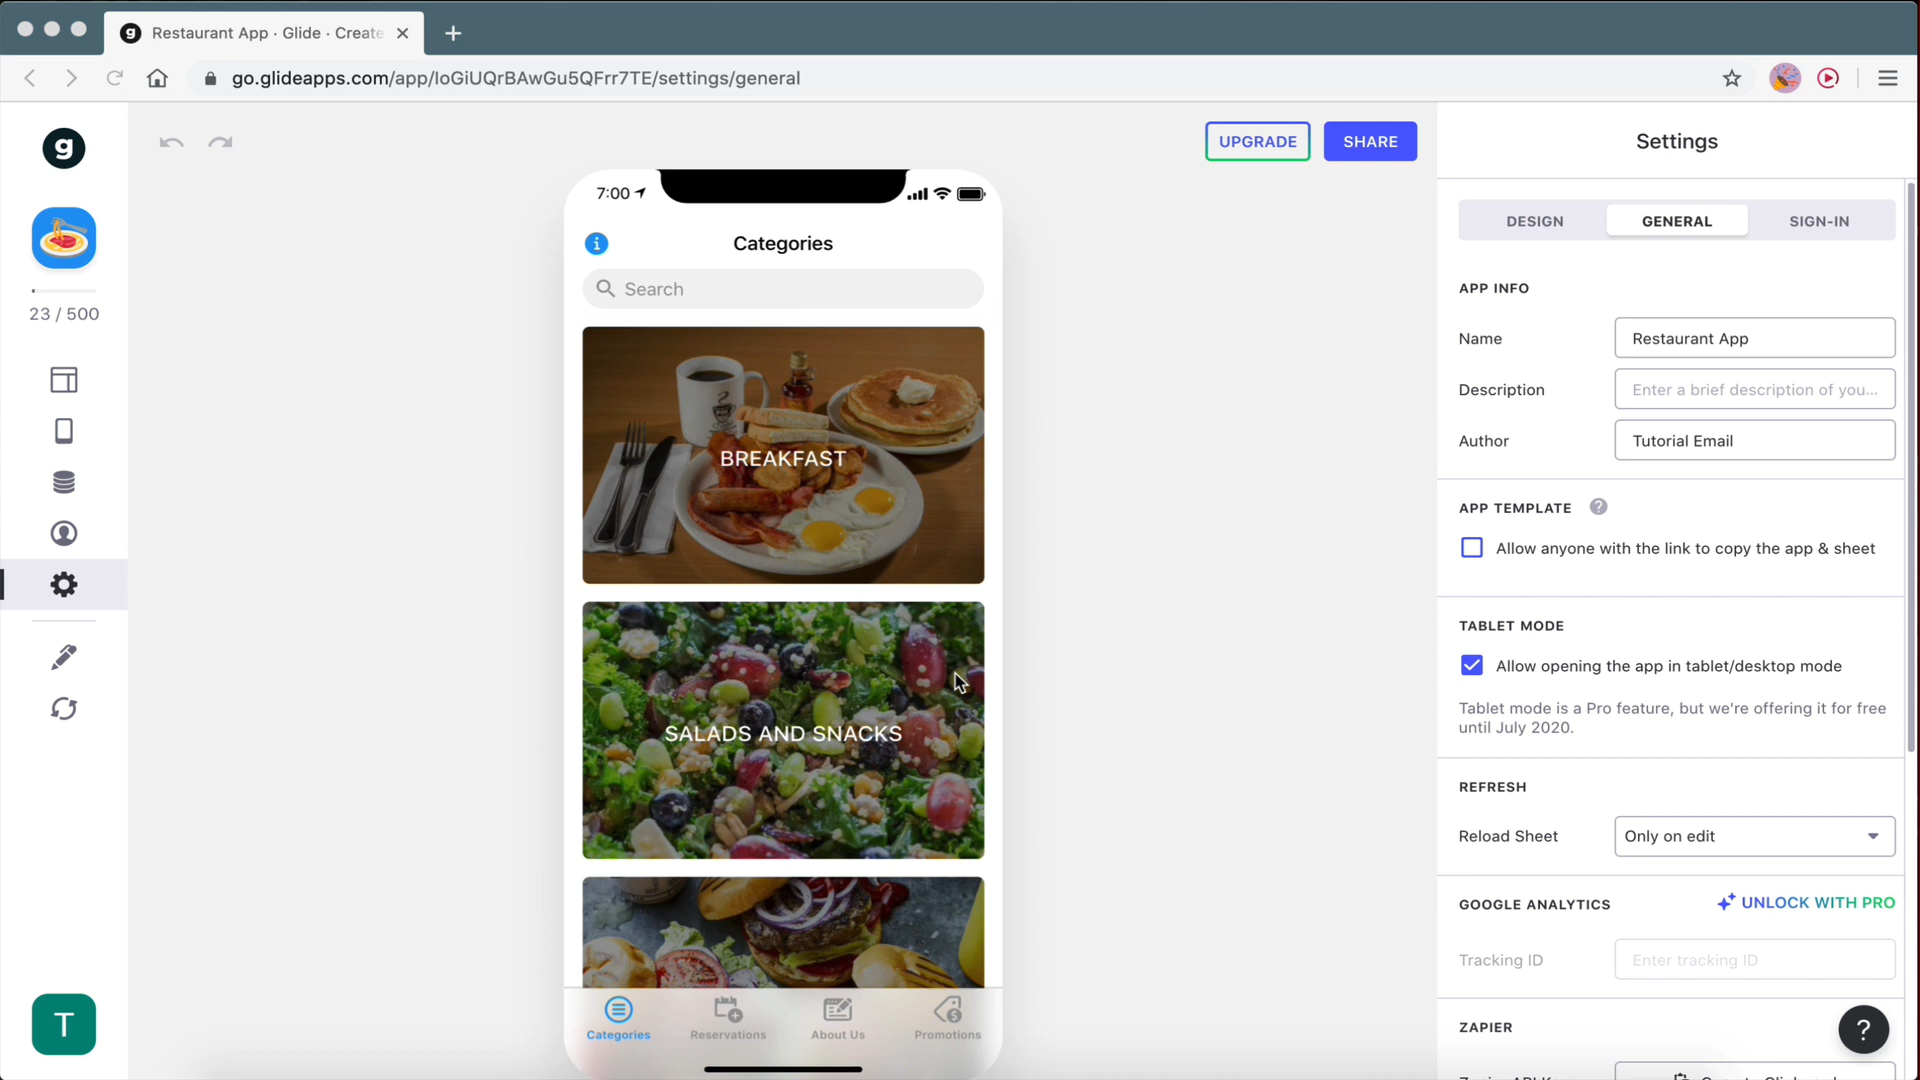 Restaurant App · Glide · Create
go.glideapps.com/app/IoGiUQrBAwGu5QFrr7TE/settings/general
g
UPGRADE
SHARE
Settings
7:00
Categories
DESIGN
GENERAL
SIGN-IN
Search
23 / 500
APP INFO
Name
Restaurant App
Description
Enter a brief description of you...
Author
Tutorial Email
BREAKFAST
APP TEMPLATE
?
Allow anyone with the link to copy the app & sheet
TABLET MODE
Allow opening the app in tablet/desktop mode
Tablet mode is a Pro feature, but we're offering it for free
until July 2020.
SALADS AND SNACKS
REFRESH
Reload Sheet
Only on edit
GOOGLE ANALYTICS
UNLOCK WITH PRO
Tracking ID
Enter tracking ID
Categories
Reservations
About Us
Promotions
T
ZAPIER
?